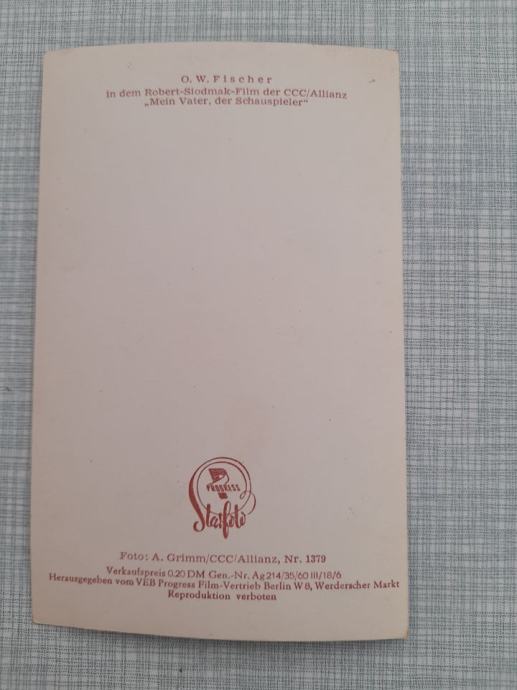 O. W. Fischer
in dem Robert-Siodmak-Film der CCC/Allianz
„Mein Vater, der Schauspieler“
PROGRESS
Starfoto
Foto: A. Grimm/CCC/Allianz, Nr. 1379
Verkaufspreis 0.20 DM Gen.-Nr. Ag 214/35/60 III/18/6
Herausgegeben vom VEB Progress Film-Vertrieb Berlin W 8, Werderscher Markt
Reproduktion verboten